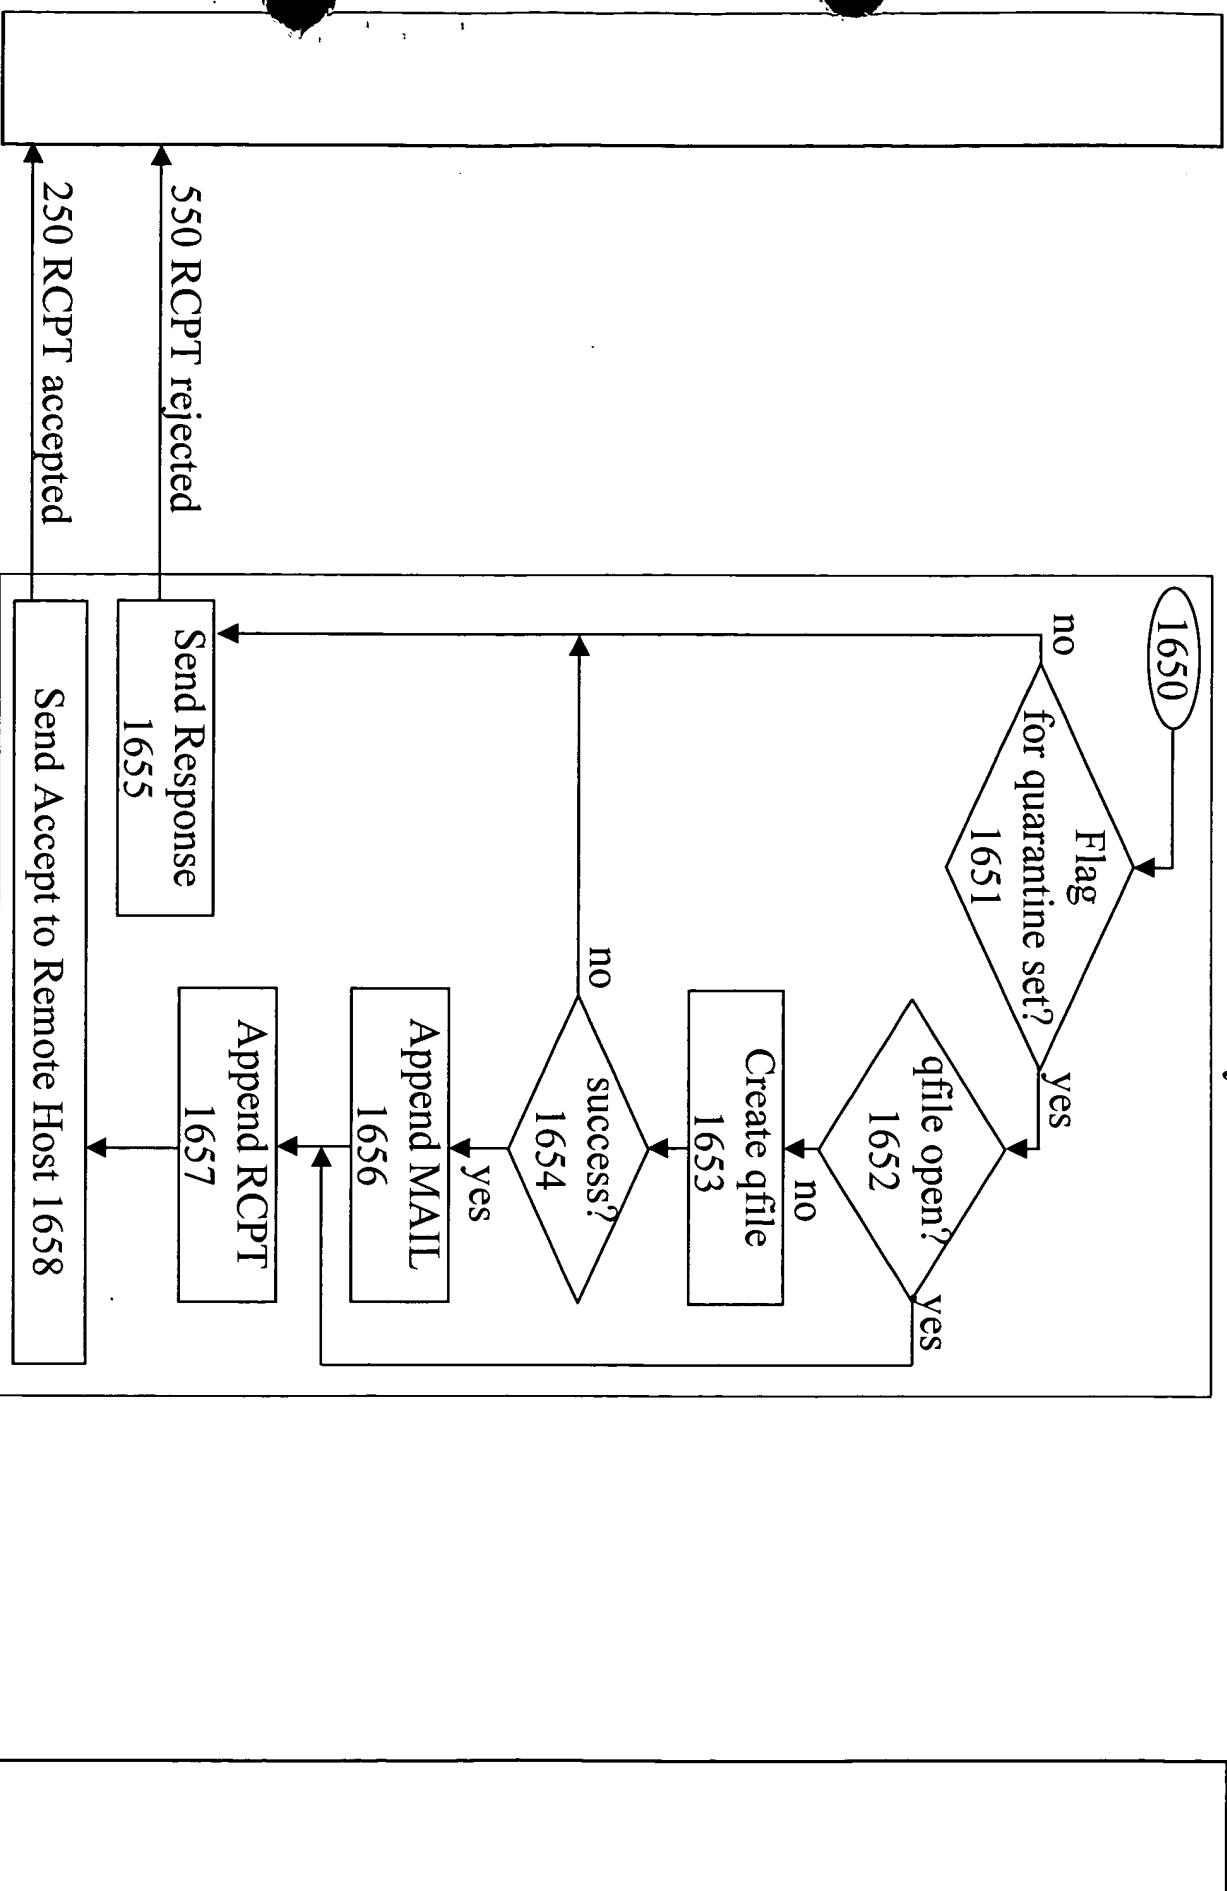 1650
Flag
for quarantine set?
1651
no
yes
qfile open?
1652
yes
no
Create qfile
1653
success?
1654
no
yes
Append MAIL
1656
Append RCPT
1657
Send Response
1655
550 RCPT rejected
Send Accept to Remote Host 1658
250 RCPT accepted